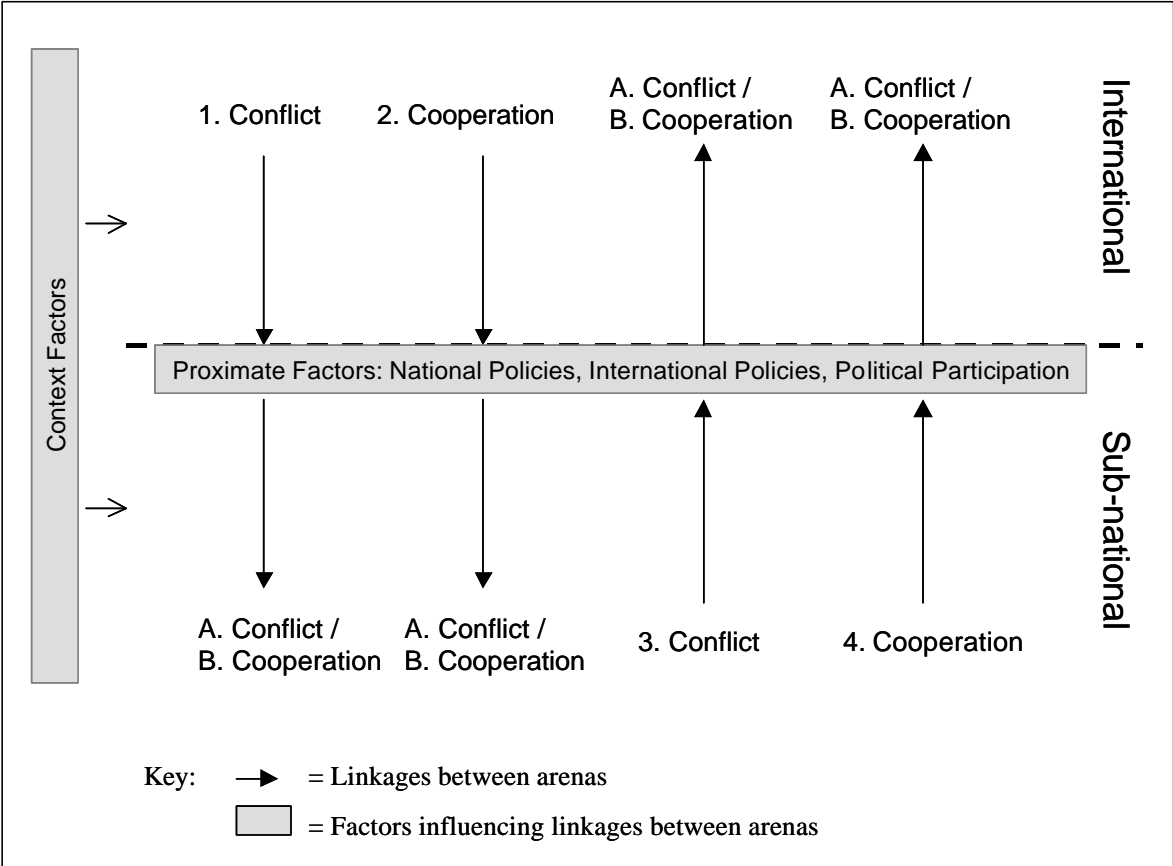 A. Conflict /
B. Cooperation
A. Conflict /
B. Cooperation
1. Conflict
2. Cooperation
International
Context Factors
Proximate Factors: National Policies, International Policies, Political Participation
Sub-national
A. Conflict /
B. Cooperation
A. Conflict /
B. Cooperation
3. Conflict
4. Cooperation
Key:
= Linkages between arenas
= Factors influencing linkages between arenas